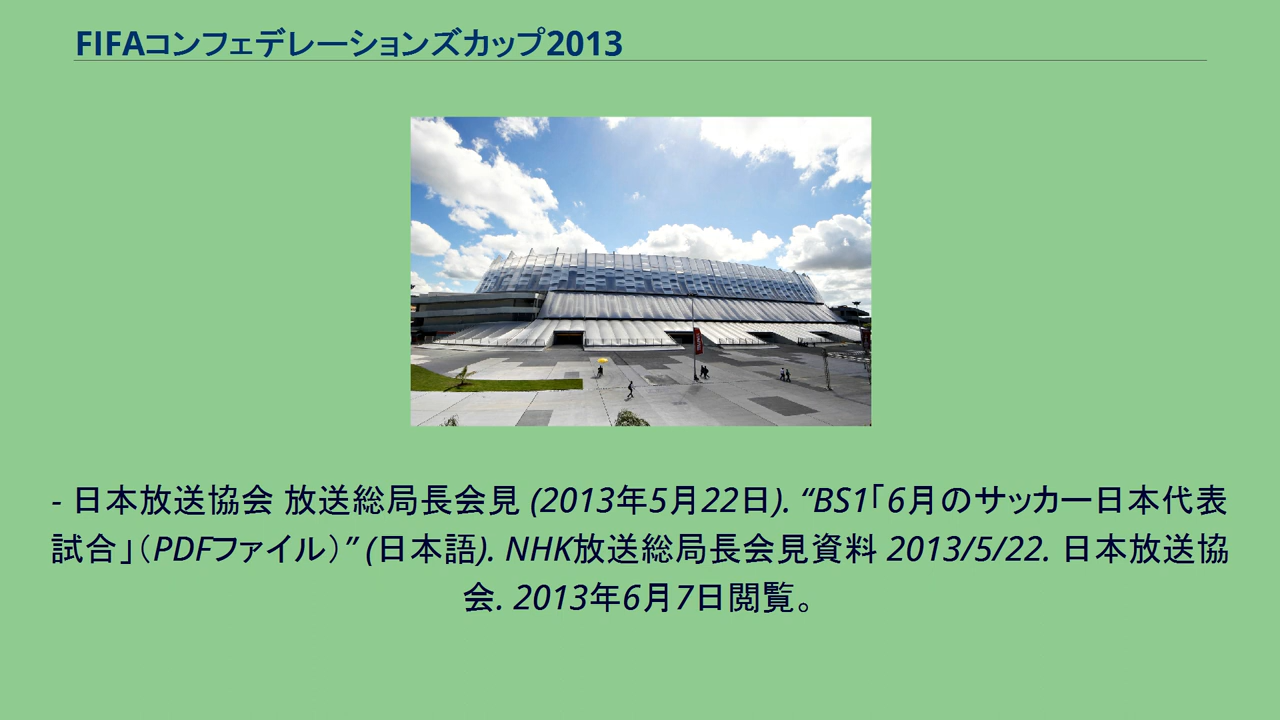 FIFAコンフェデレーションズカップ2013
- 日本放送協会 放送総局長会見 (2013年5月22日). “BS1「6月のサッカー日本代表
試合」（PDFファイル）” (日本語). NHK放送総局長会見資料 2013/5/22. 日本放送協
会. 2013年6月7日閲覧。